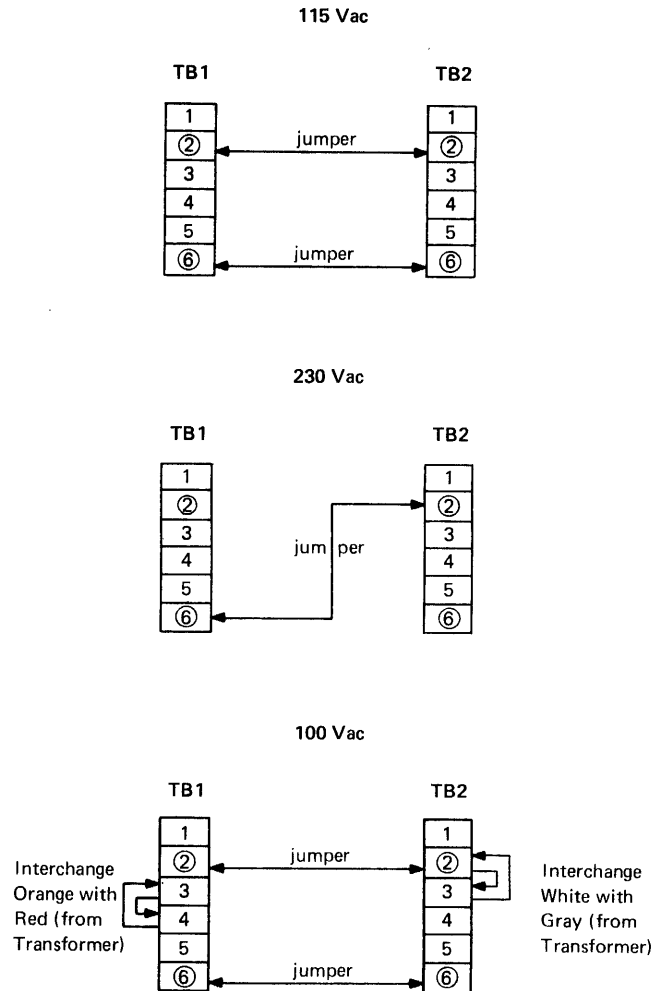 115 Vac
TB1 TB2
1 1
② jumper ②
3 3
4 4
5 5
⑥ jumper ⑥
230 Vac
TB1 TB2
1 1
② ②
3 3
4 jumper 4
5 5
⑥ ⑥
100 Vac
TB1 TB2
1 1
② jumper ②
3 3
4 4
5 5
⑥ jumper ⑥
Interchange
Orange with
Red (from
Transformer)
Interchange
White with
Gray (from
Transformer)